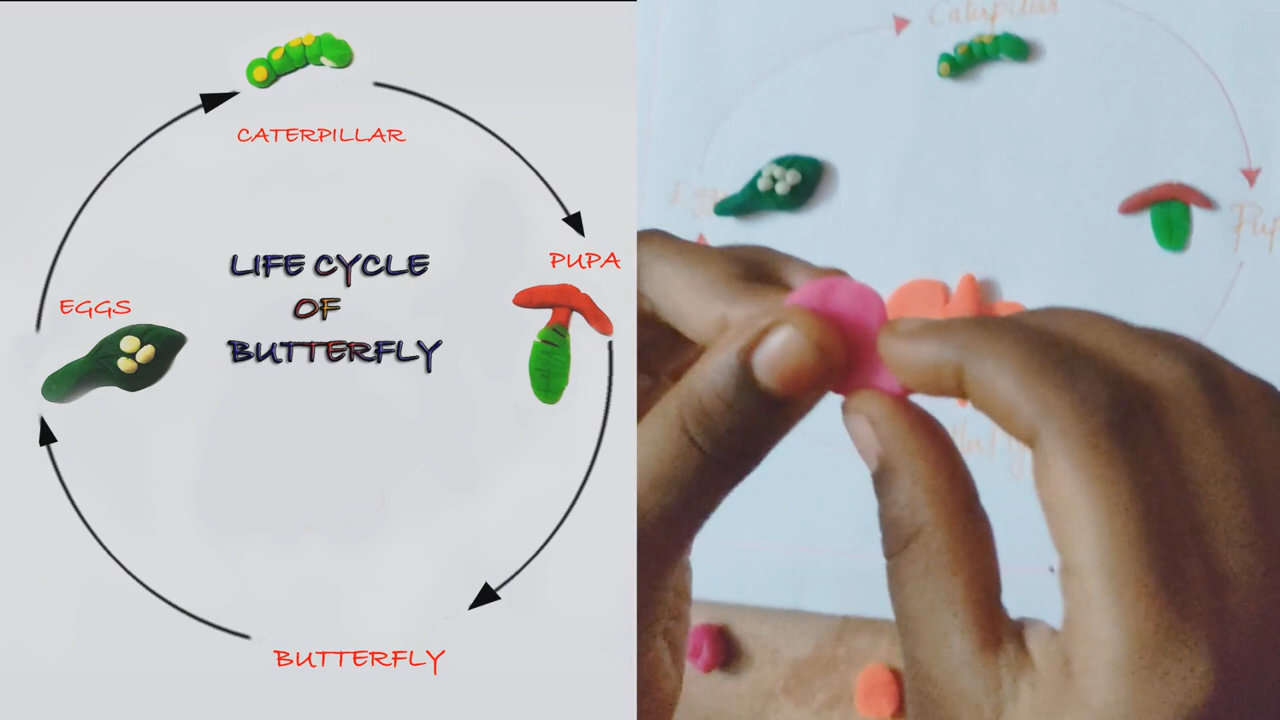 CATERPILLAR
LIFE CYCLE
OF
BUTTERFLY
PUPA
EGGS
BUTTERFLY
Caterpillar